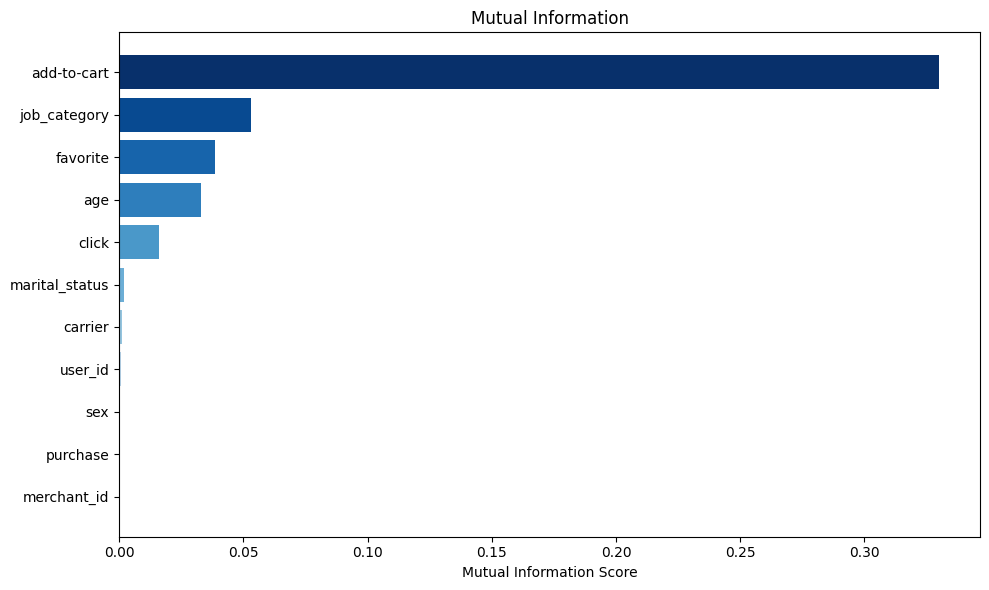 Mutual Information
add-to-cart
job_category
favorite
age
click
marital_status
carrier
user_id
sex
purchase
merchant_id
0.00 0.05 0.10 0.15 0.20 0.25 0.30
Mutual Information Score